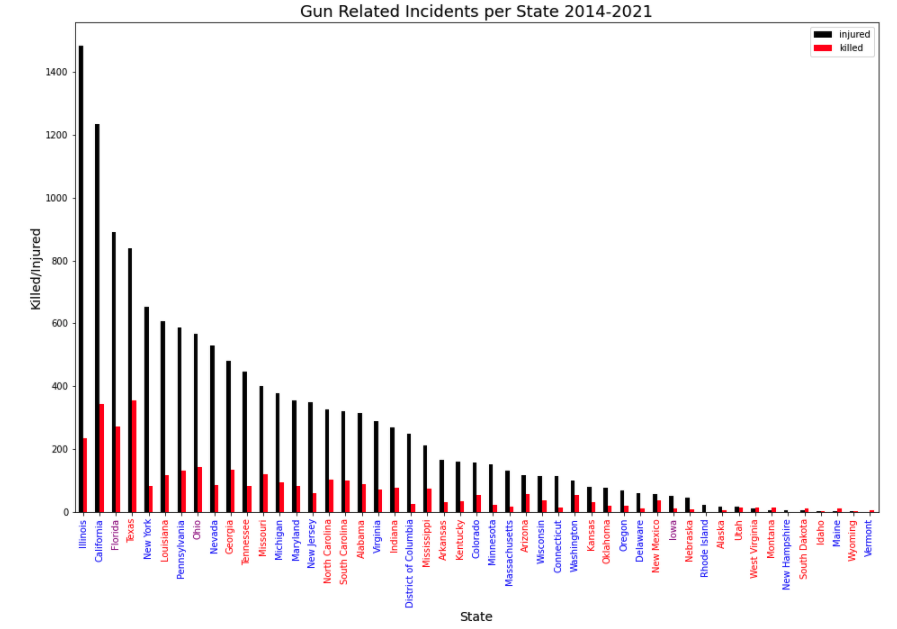 Gun Related Incidents per State 2014-2021
injured
killed
1400
1200
1000
800
600
400
200
0
Killed/Injured
Illinois
California
Florida
Texas
New York
Louisiana
Pennsylvania
Ohio
Nevada
Georgia
Tennessee
Missouri
Michigan
Maryland
New Jersey
North Carolina
South Carolina
Alabama
Virginia
Indiana
District of Columbia
Mississippi
Arkansas
Kentucky
Colorado
Minnesota
Massachusetts
Arizona
Wisconsin
Connecticut
Washington
Kansas
Oklahoma
Oregon
Delaware
New Mexico
Iowa
Nebraska
Rhode Island
Alaska
Utah
West Virginia
Montana
New Hampshire
South Dakota
Idaho
Maine
Wyoming
Vermont
State